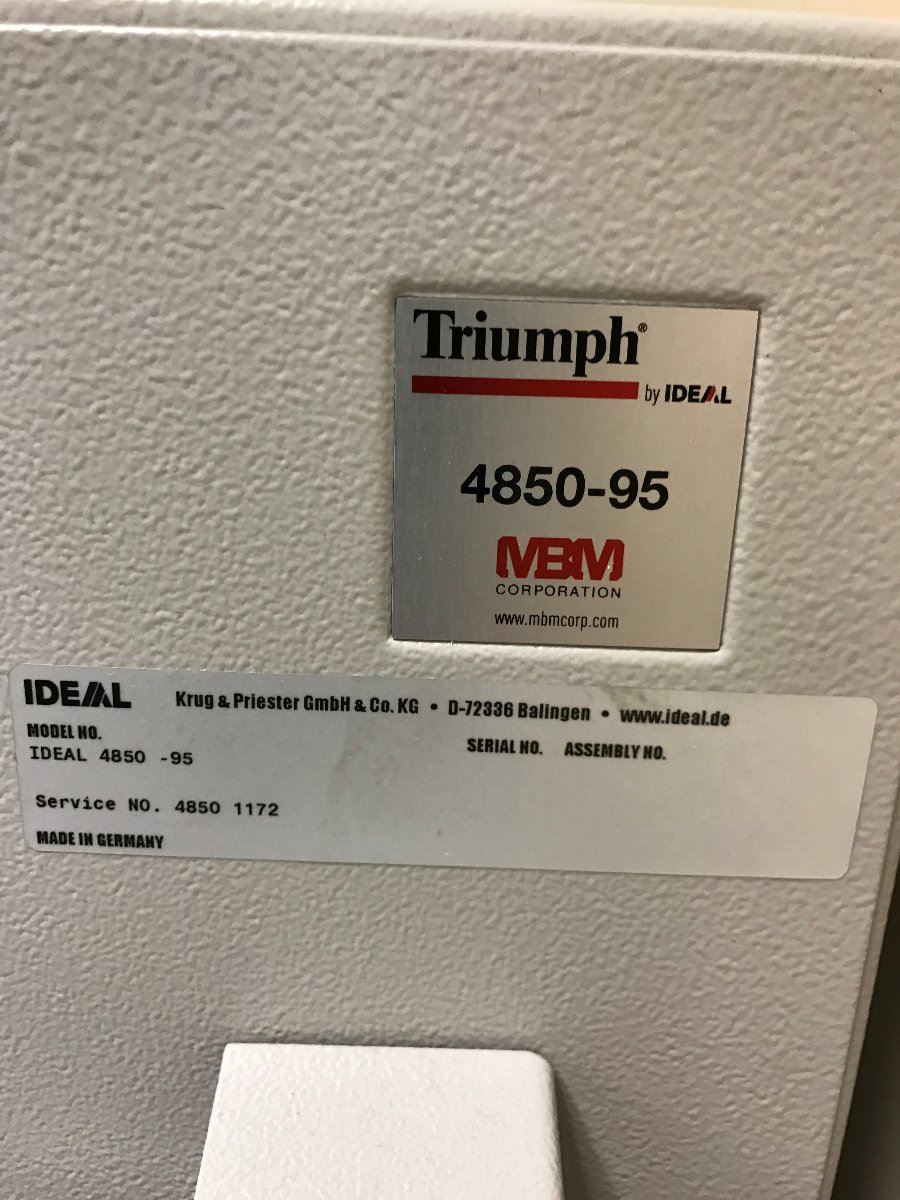 Triumph®
by IDEAL
4850-95
MBM
CORPORATION
www.mbmcorp.com
IDEAL Krug & Priester GmbH & Co. KG • D-72336 Balingen • www.ideal.de
MODEL NO. SERIAL NO. ASSEMBLY NO.
IDEAL 4850 -95
Service NO. 4850 1172
MADE IN GERMANY